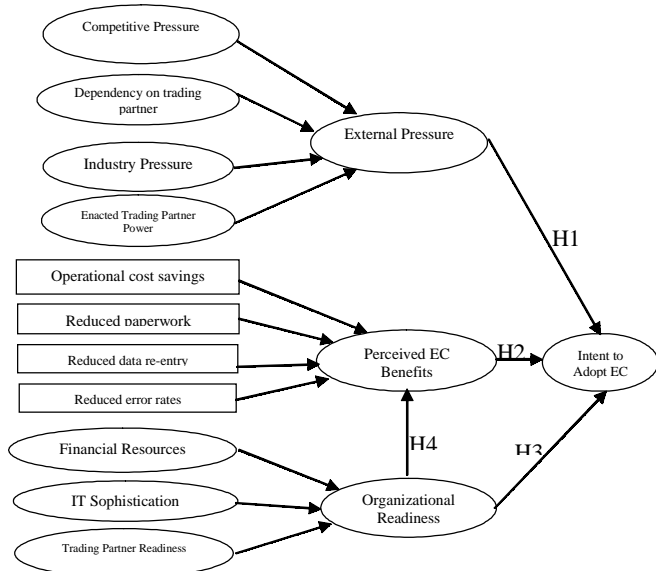 Competitive Pressure
Dependency on trading
partner
Industry Pressure
Enacted Trading Partner
Power
External Pressure
H1
Operational cost savings
Reduced paperwork
Reduced data re-entry
Reduced error rates
Perceived EC
Benefits
H2
Intent to
Adopt EC
H4
H3
Financial Resources
IT Sophistication
Trading Partner Readiness
Organizational
Readiness